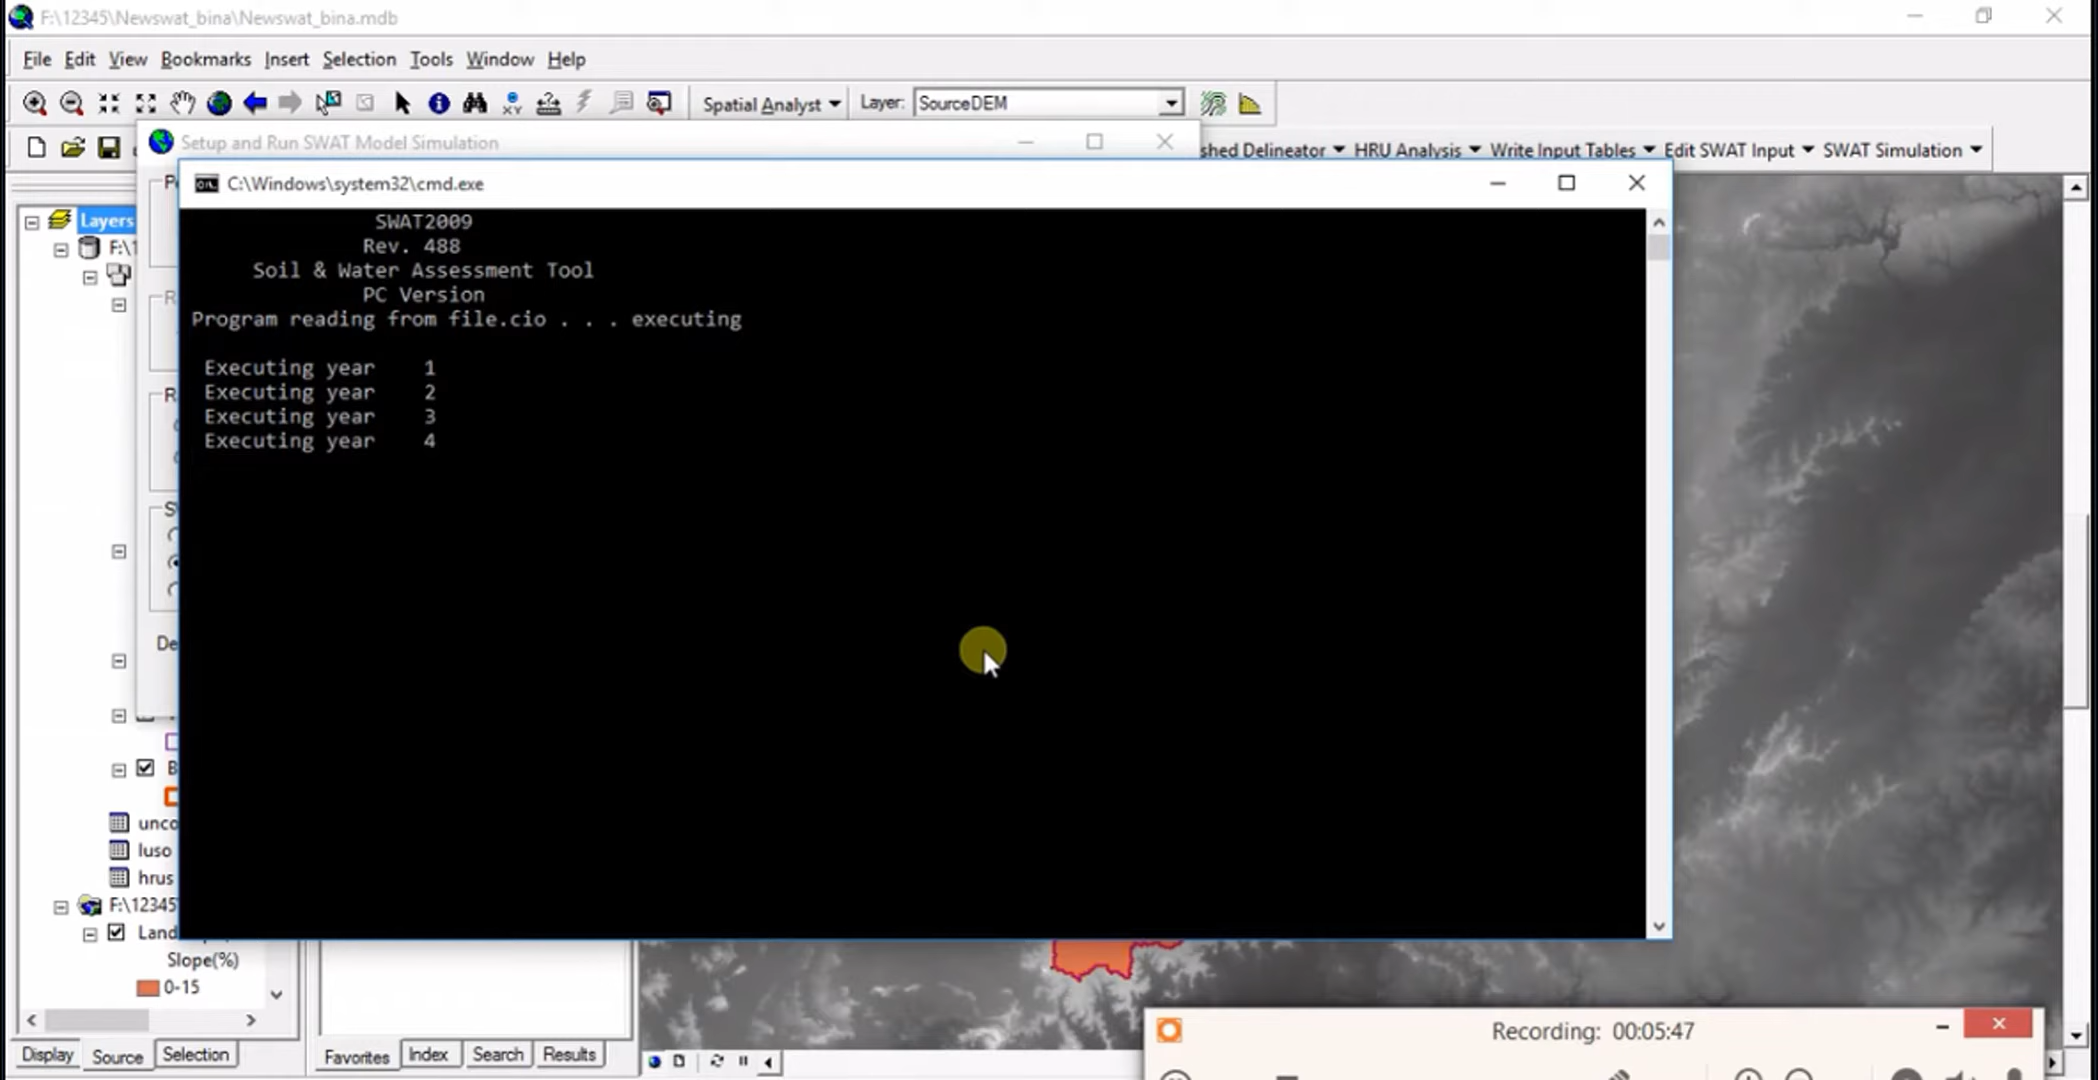 F:\12345\Newswat_bina\Newswat_bina.mdb
File Edit View Bookmarks Insert Selection Tools Window Help
Spatial Analyst Layer: SourceDEM
Setup and Run SWAT Model Simulation
shed Delineator HRU Analysis Write Input Tables Edit SWAT Input SWAT Simulation
C:\Windows\system32\cmd.exe
SWAT2009
Rev. 488
Soil & Water Assessment Tool
PC Version
Program reading from file.cio . . . executing
Executing year 1
Executing year 2
Executing year 3
Executing year 4
Layers
F:\1
De
B
unco
luso
hrus
F:\12345
Land
Slope(%)
0-15
Display Source Selection
Favorites Index Search Results
Recording: 00:05:47